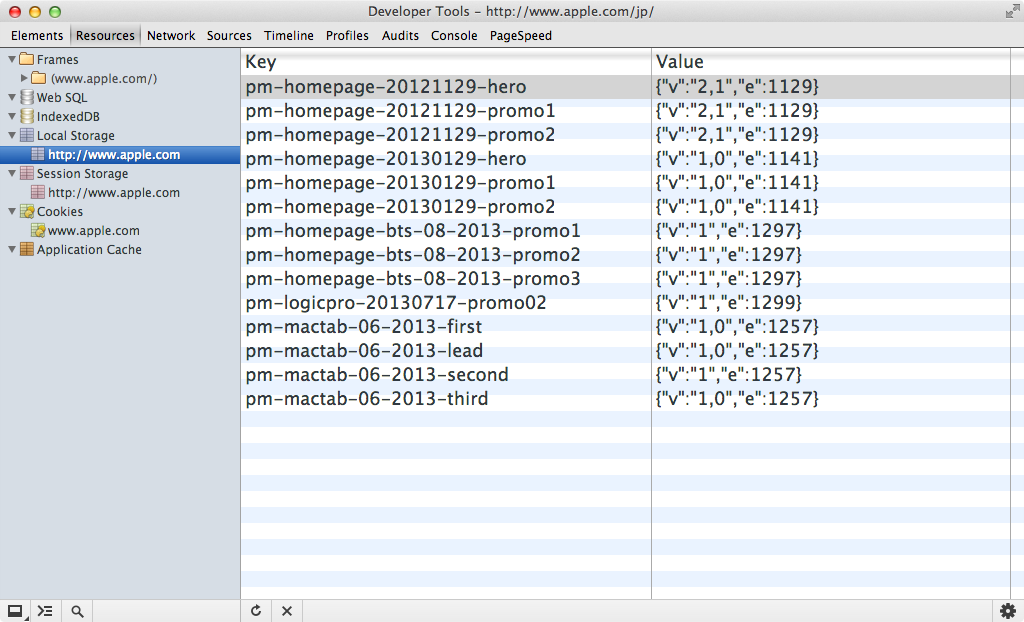 Developer Tools - http://www.apple.com/jp/
Elements Resources Network Sources Timeline Profiles Audits Console PageSpeed
Frames
(www.apple.com/)
Web SQL
IndexedDB
Local Storage
http://www.apple.com
Session Storage
http://www.apple.com
Cookies
www.apple.com
Application Cache
Key Value
pm-homepage-20121129-hero {"v":"2,1","e":1129}
pm-homepage-20121129-promo1 {"v":"2,1","e":1129}
pm-homepage-20121129-promo2 {"v":"2,1","e":1129}
pm-homepage-20130129-hero {"v":"1,0","e":1141}
pm-homepage-20130129-promo1 {"v":"1,0","e":1141}
pm-homepage-20130129-promo2 {"v":"1,0","e":1141}
pm-homepage-bts-08-2013-promo1 {"v":"1","e":1297}
pm-homepage-bts-08-2013-promo2 {"v":"1","e":1297}
pm-homepage-bts-08-2013-promo3 {"v":"1","e":1297}
pm-logicpro-20130717-promo02 {"v":"1","e":1299}
pm-mactab-06-2013-first {"v":"1,0","e":1257}
pm-mactab-06-2013-lead {"v":"1,0","e":1257}
pm-mactab-06-2013-second {"v":"1","e":1257}
pm-mactab-06-2013-third {"v":"1,0","e":1257}